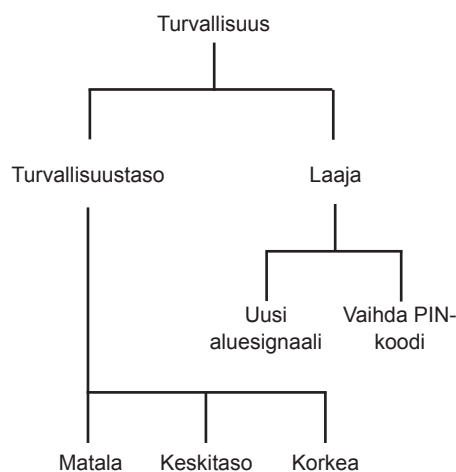 Turvallisuus
Turvallisuustaso
Laaja
Uusi
aluesignaali
Vaihda PIN-
koodi
Matala
Keskitaso
Korkea